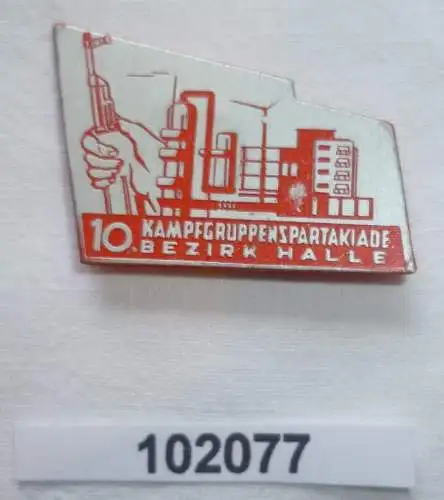 10. KAMPFGRUPPENSPARTAKIADE
BEZIRK HALLE
102077